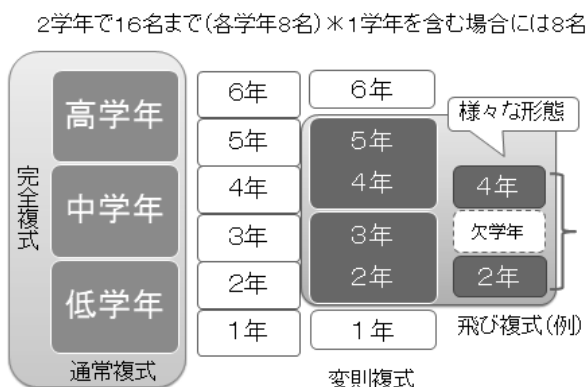 2学年で16名まで(各学年8名)*1学年を含む場合には8名
完全複式
高学年
中学年
低学年
通常複式
6年
5年
4年
3年
2年
1年
6年
5年
4年
3年
2年
1年
変則複式
様々な形態
4年
欠学年
2年
飛び複式(例)